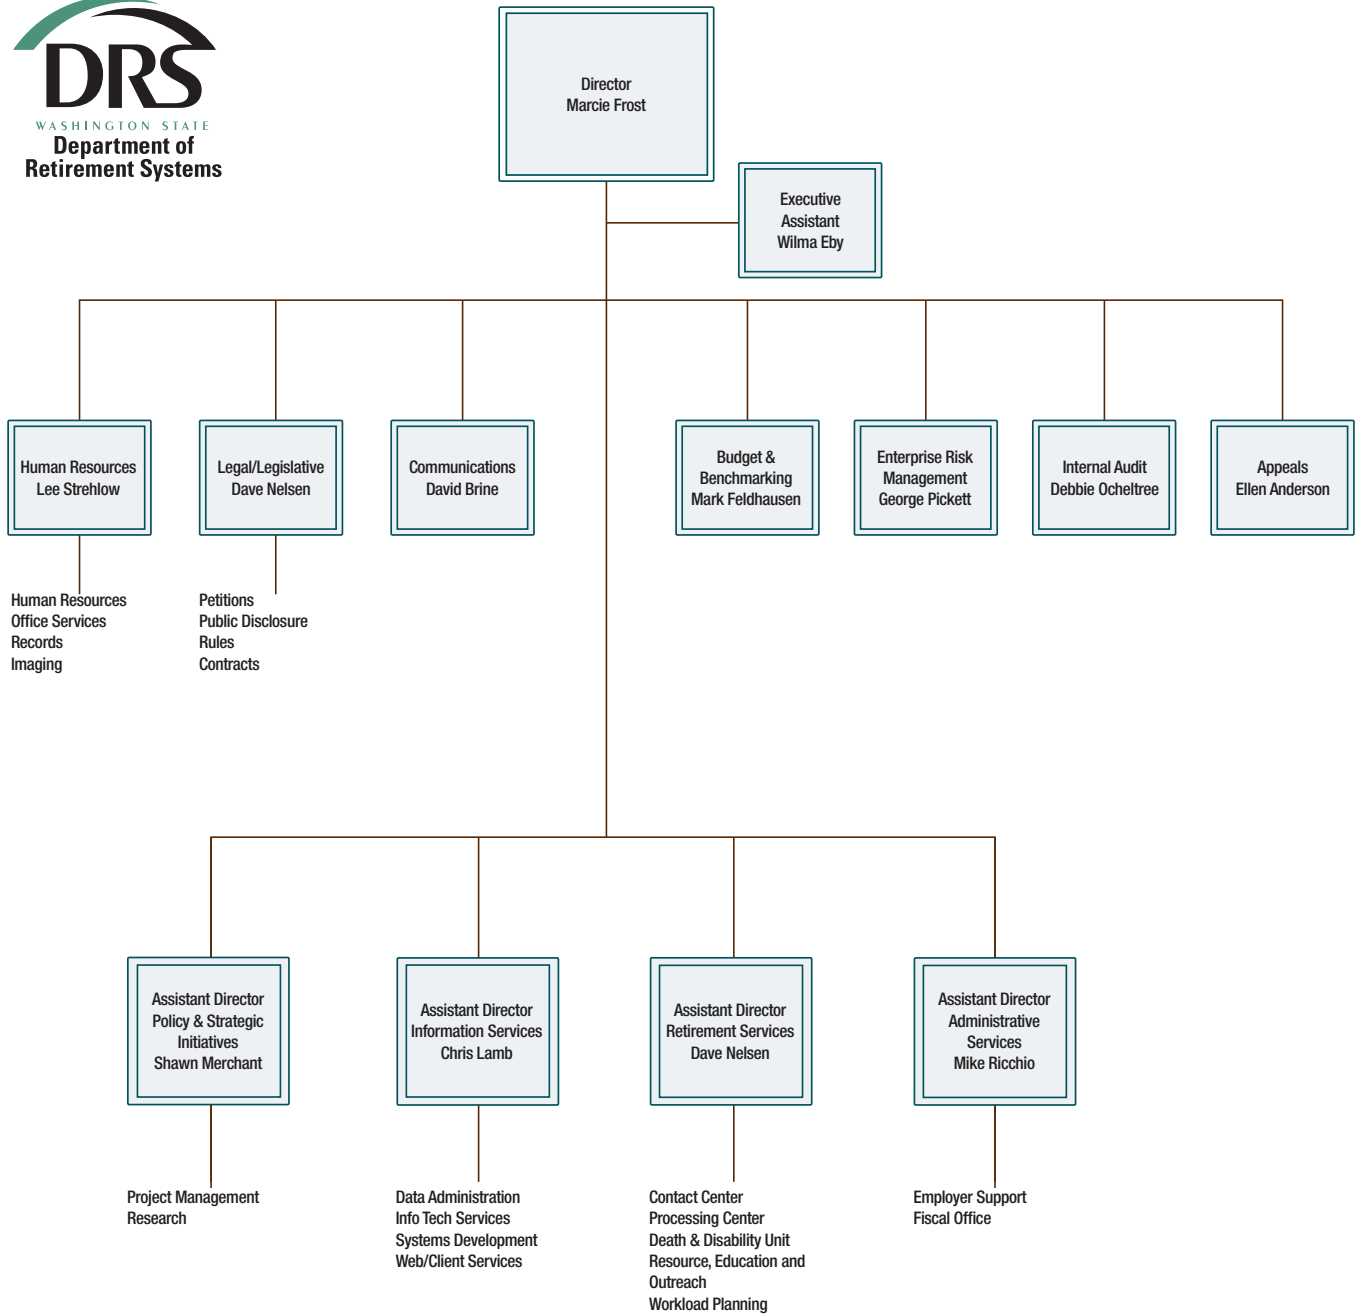 DRS
WASHINGTON STATE
Department of
Retirement Systems
Director
Marcie Frost
Executive
Assistant
Wilma Eby
Human Resources
Lee Strehlow
Legal/Legislative
Dave Nelsen
Communications
David Brine
Budget &
Benchmarking
Mark Feldhausen
Enterprise Risk
Management
George Pickett
Internal Audit
Debbie Ocheltree
Appeals
Ellen Anderson
Human Resources
Office Services
Records
Imaging
Petitions
Public Disclosure
Rules
Contracts
Assistant Director
Policy & Strategic
Initiatives
Shawn Merchant
Assistant Director
Information Services
Chris Lamb
Assistant Director
Retirement Services
Dave Nelsen
Assistant Director
Administrative
Services
Mike Ricchio
Project Management
Research
Data Administration
Info Tech Services
Systems Development
Web/Client Services
Contact Center
Processing Center
Death & Disability Unit
Resource, Education and
Outreach
Workload Planning
Employer Support
Fiscal Office